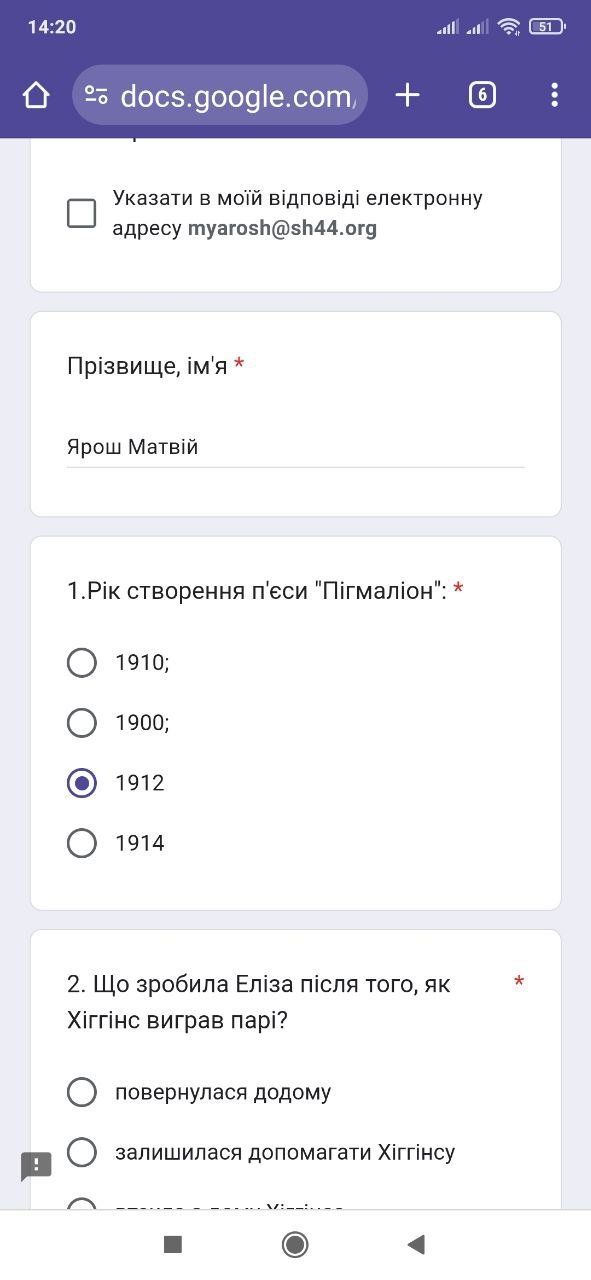 14:20
51
docs.google.com
6
Указати в моїй відповіді електронну
адресу myarosh@sh44.org
Прізвище, ім'я *
Ярош Матвій
1.Рік створення п'єси "Пігмаліон": *
1910;
1900;
1912
1914
2. Що зробила Еліза після того, як *
Хіггінс виграв парі?
повернулася додому
залишилася допомагати Хіггінсу